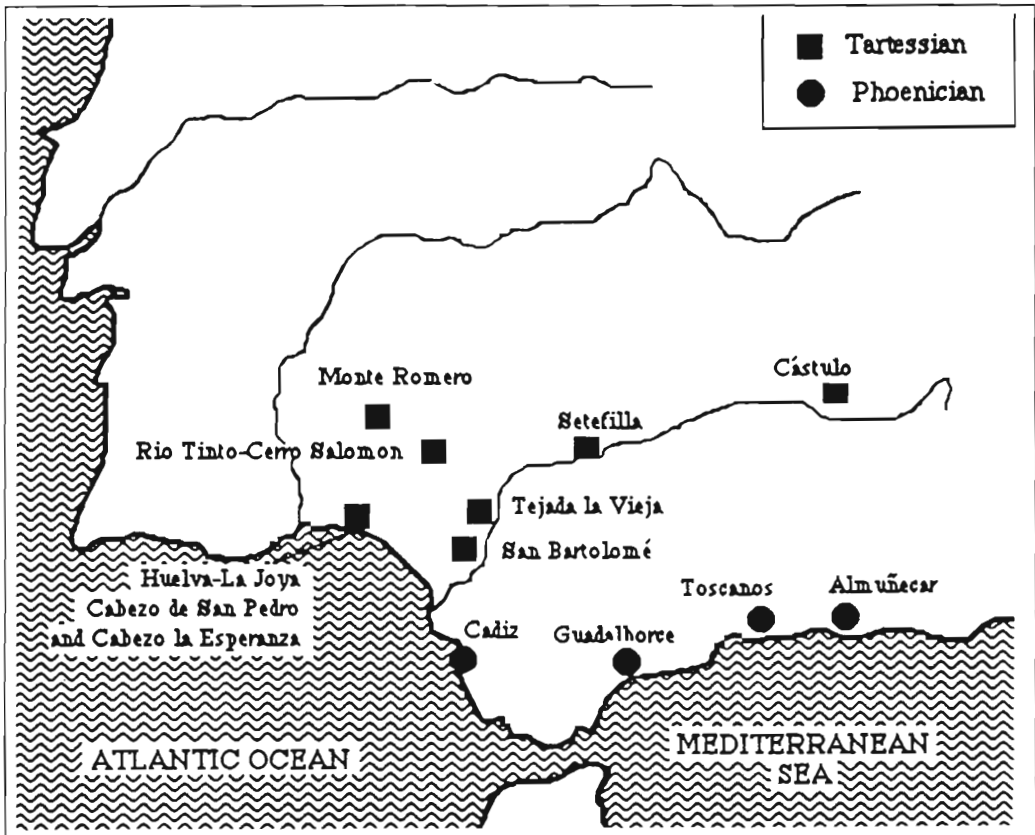 Tartessian
Phoenician
Cástulo
Monte Romero
Setefilla
Rio Tinto-Cerro Salomon
Tejada la Vieja
San Bartolomé
Huelva-La Joya
Cabezo de San Pedro
and Cabezo la Esperanza
Toscanos
Almuñecar
Cadiz
Guadalhorce
ATLANTIC OCEAN
MEDITERRANEAN
SEA